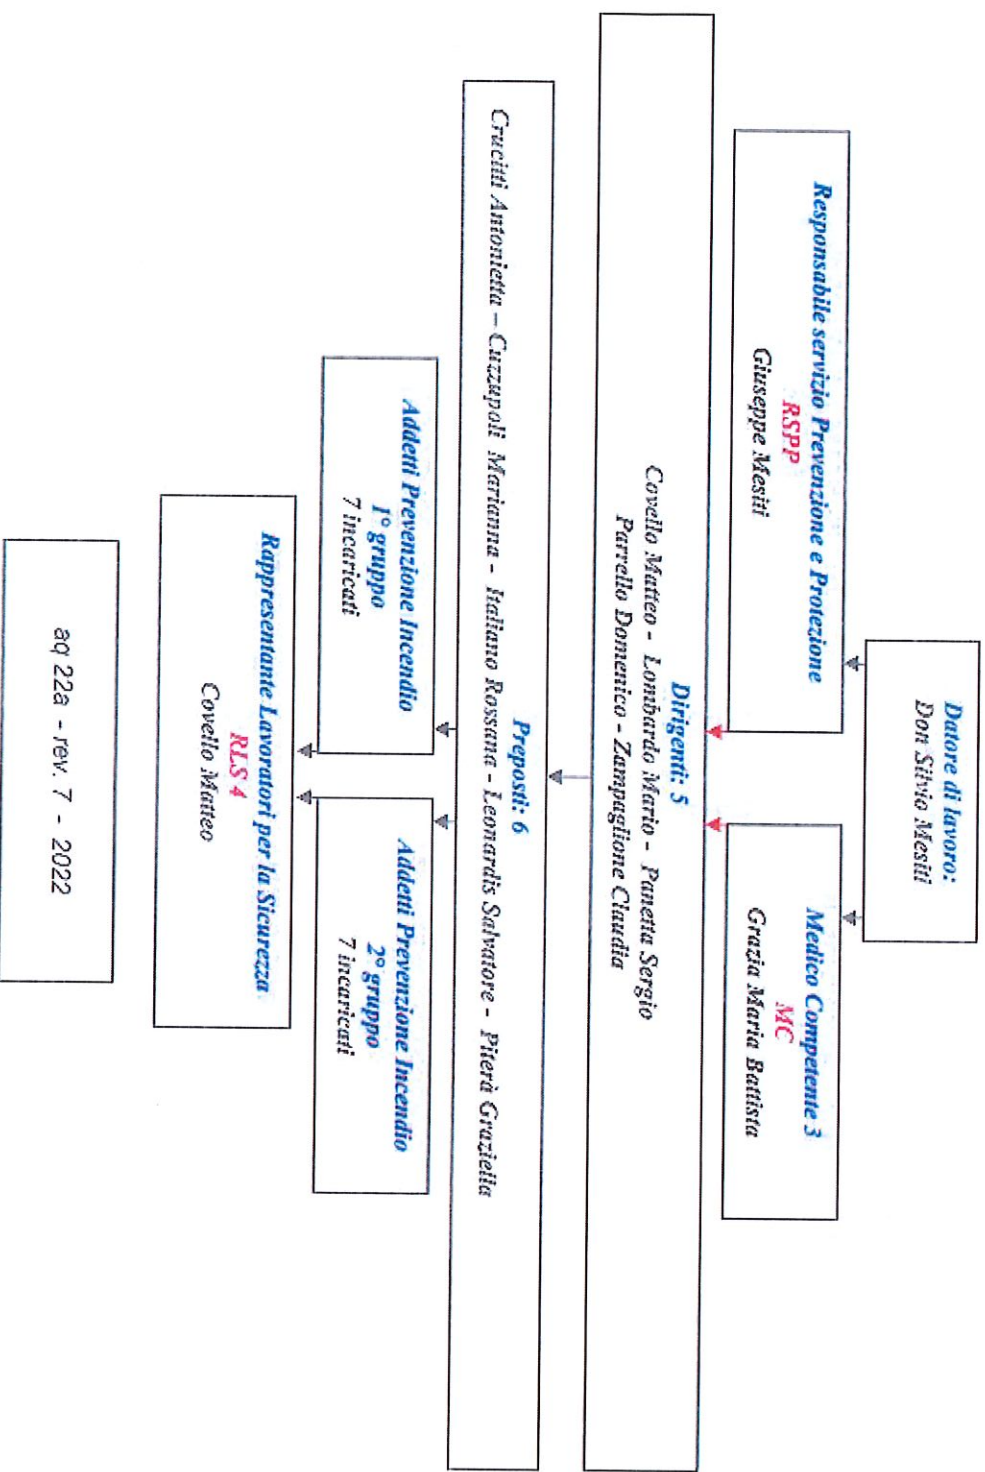 Datore di lavoro:
Don Silvio Mesiti
Responsabile servizio Prevenzione e Protezione
RSPP
Giuseppe Mesiti
Medico Competente 3
MC
Grazia Maria Battista
Dirigenti: 5
Covello Matteo - Lombardo Mario - Panetta Sergio
Parrello Domenico - Zampaglione Claudia
Preposti: 6
Crucitti Antonietta – Cuzzupoli Marianna - Italiano Rossana - Leonardis Salvatore - Piterà Graziella
Addetti Prevenzione Incendio
1° gruppo
7 incaricati
Addetti Prevenzione Incendio
2° gruppo
7 incaricati
Rappresentante Lavoratori per la Sicurezza
RLS 4
Covello Matteo
aq 22a - rev. 7 - 2022